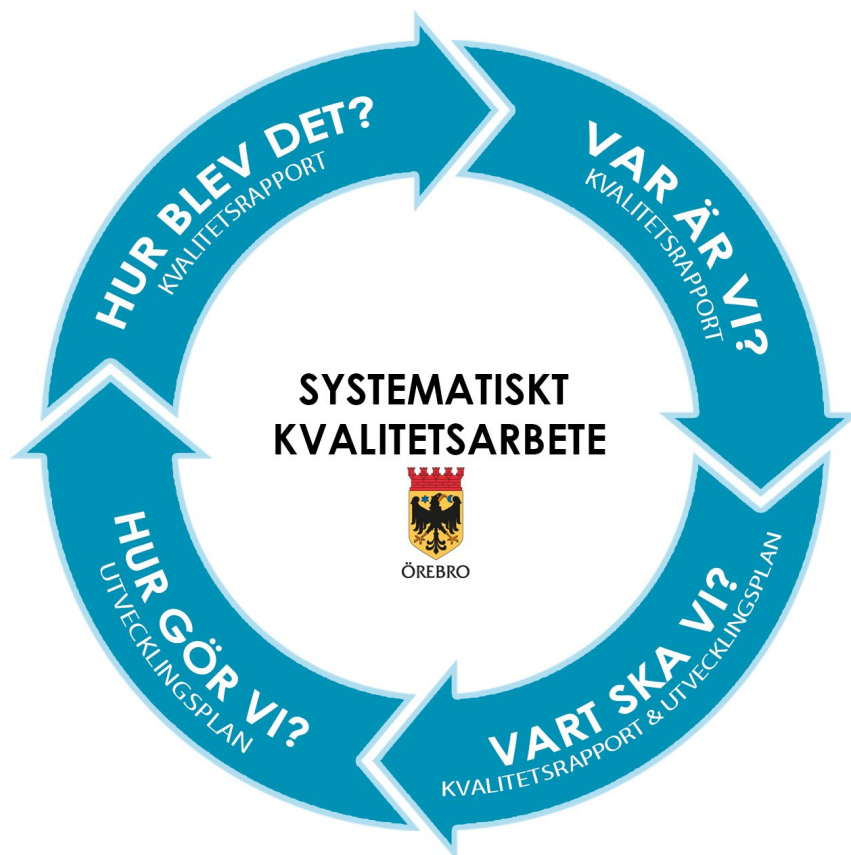 HUR BLEV DET?
KVALITETSRAPPORT
VAR ÄR VI?
KVALITETSRAPPORT
SYSTEMATISKT
KVALITETSARBETE
ÖREBRO
VART SKA VI?
KVALITETSRAPPORT & UTVECKLINGSPLAN
HUR GÖR VI?
UTVECKLINGSPLAN